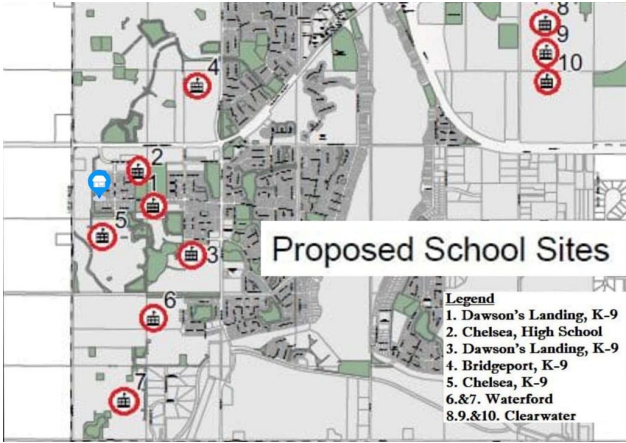 8
9
10
4
2
1
5
3
6
7
Proposed School Sites
Legend
1. Dawson's Landing, K-9
2. Chelsea, High School
3. Dawson's Landing, K-9
4. Bridgeport, K-9
5. Chelsea, K-9
6.&7. Waterford
8.9.&10. Clearwater